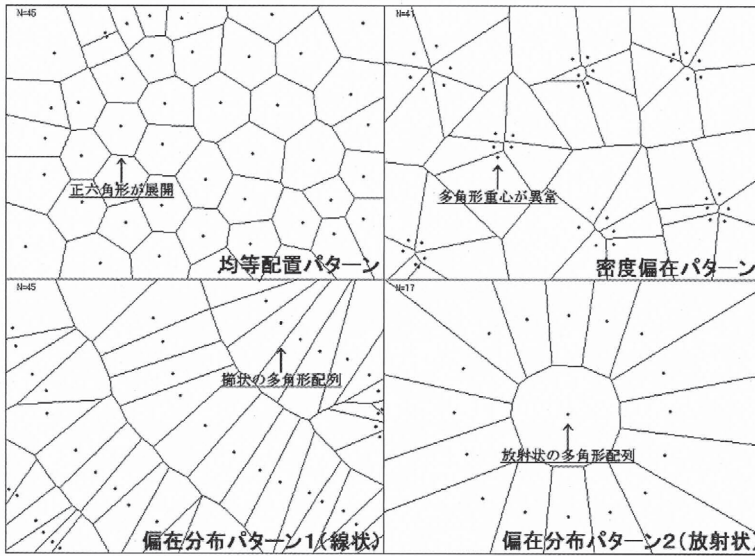 N=45
正六角形が展開
均等配置パターン
N=41
多角形重心が異常
密度偏在パターン
N=45
櫛状の多角形配列
偏在分布パターン1(線状)
N=17
放射状の多角形配列
偏在分布パターン2(放射状